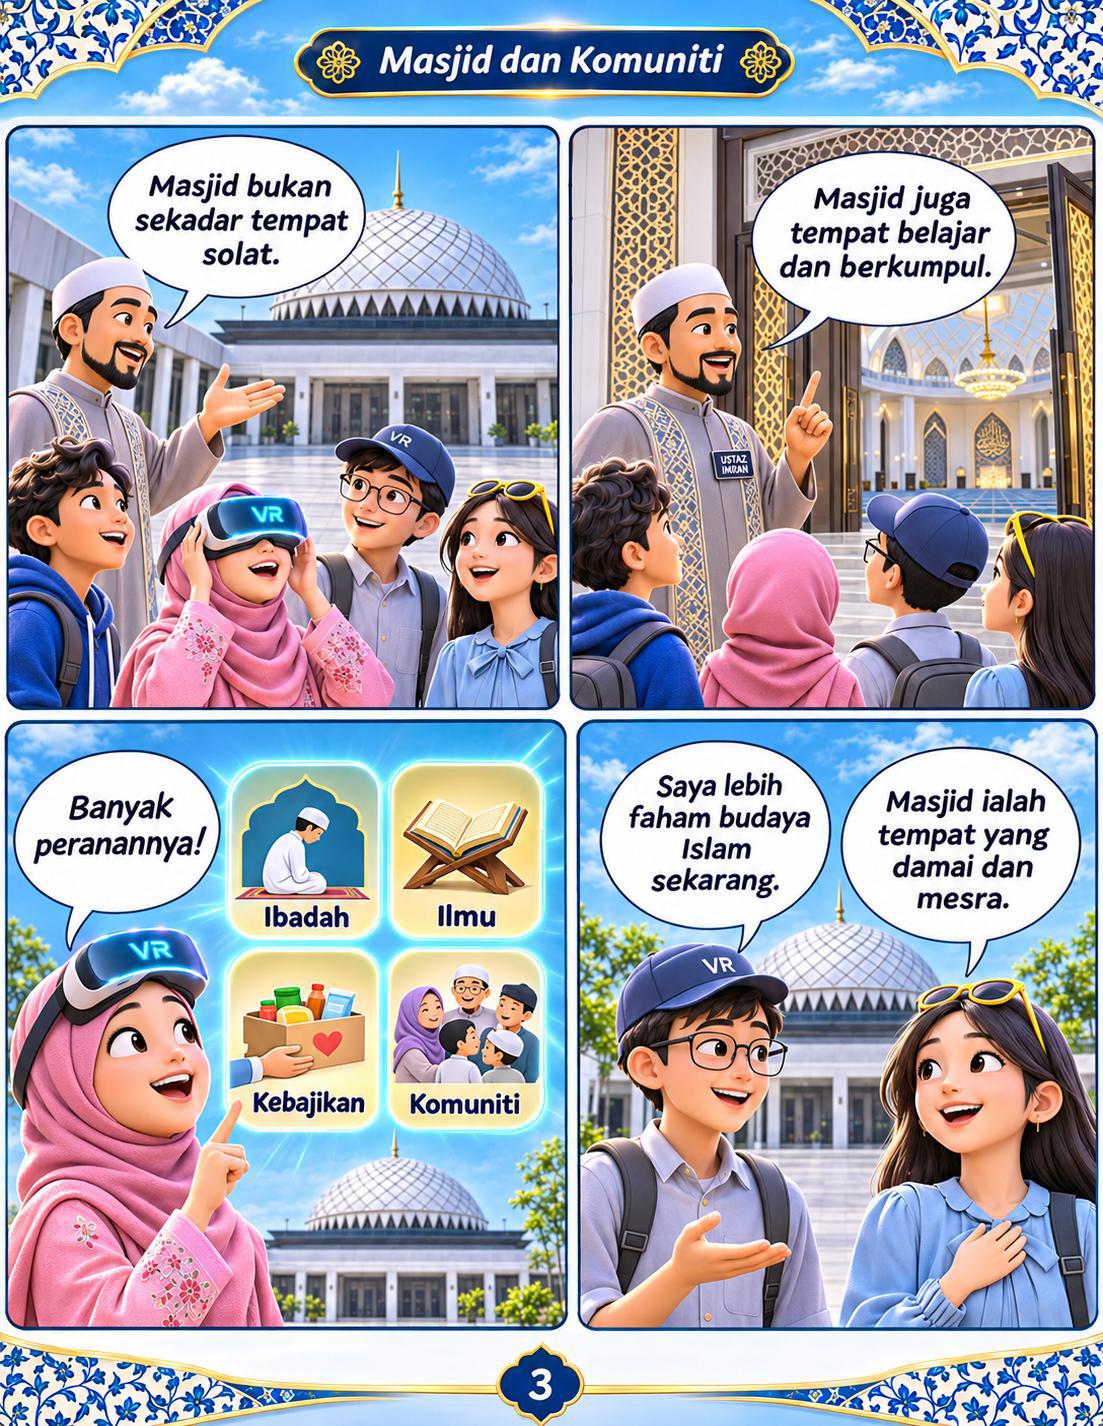 Masjid dan Komuniti
Masjid bukan
sekadar tempat
solat.
VR
VR
Masjid juga
tempat belajar
dan berkumpul.
USTAZ
IMRAN
Banyak
peranannya!
VR
Ibadah
Ilmu
Kebajikan
Komuniti
Saya lebih
faham budaya
Islam
sekarang.
Masjid ialah
tempat yang
damai dan
mesra.
VR
3